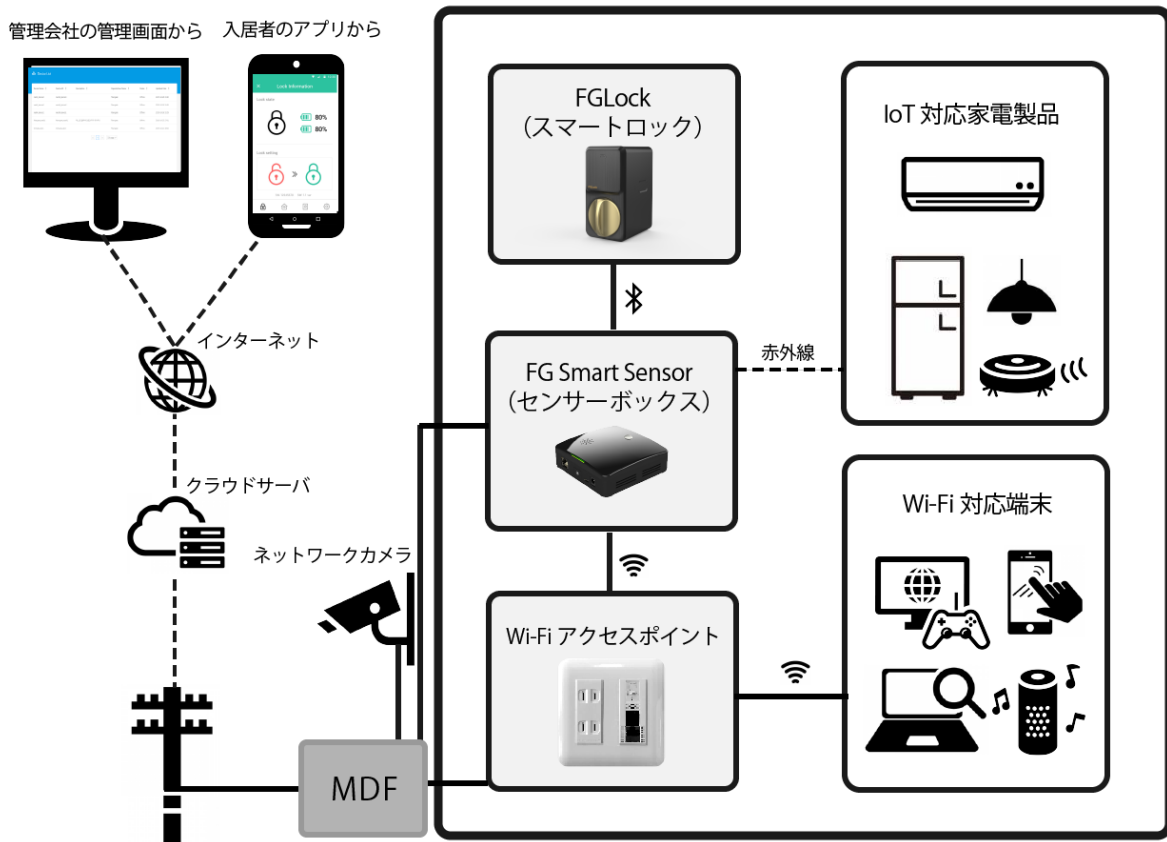 管理会社の管理画面から
入居者のアプリから
Lock Information
80%
80%
インターネット
クラウドサーバ
ネットワークカメラ
MDF
FGLock
（スマートロック）
FG Smart Sensor
（センサーボックス）
赤外線
Wi-Fi アクセスポイント
IoT 対応家電製品
Wi-Fi 対応端末